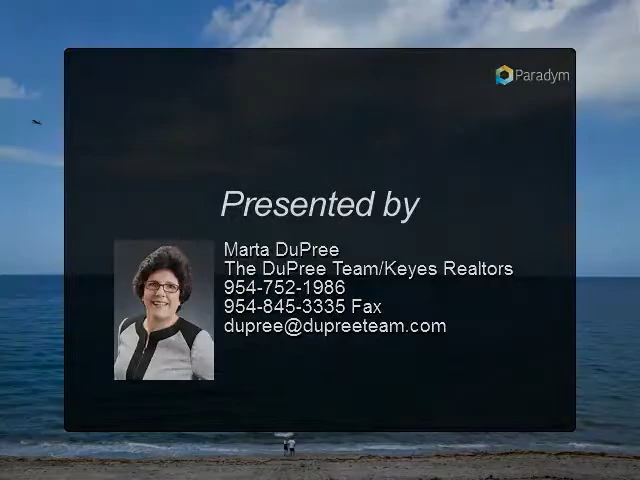 Paradym
Presented by
Marta DuPree
The DuPree Team/Keyes Realtors
954-752-1986
954-845-3335 Fax
dupree@dupreeteam.com